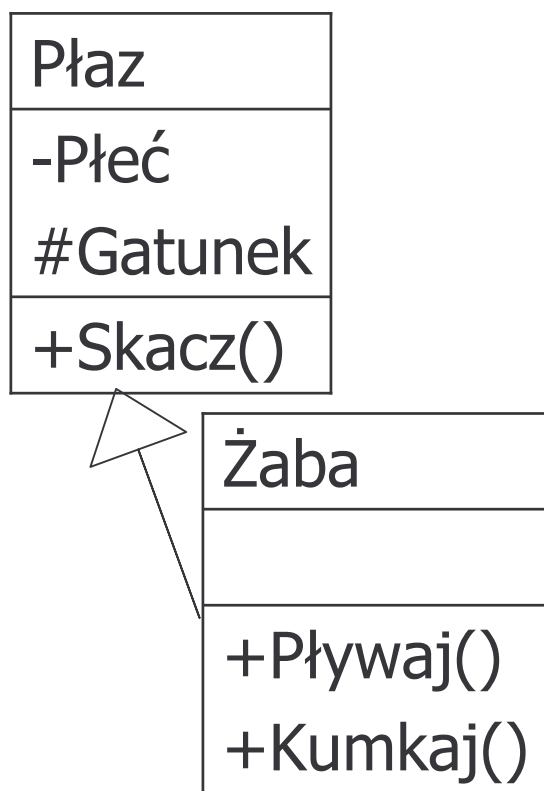 Płaz
-Płeć
#Gatunek
+Skacz()
Żaba
+Pływaj()
+Kumkaj()